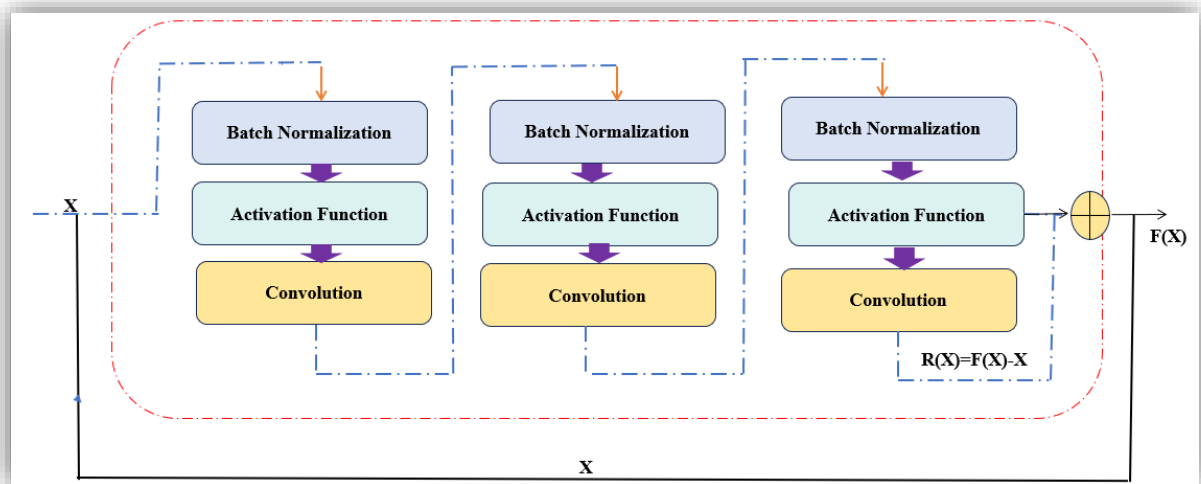 X
Batch Normalization
Activation Function
Convolution
Batch Normalization
Activation Function
Convolution
Batch Normalization
Activation Function
Convolution
R(X)=F(X)-X
F(X)
X